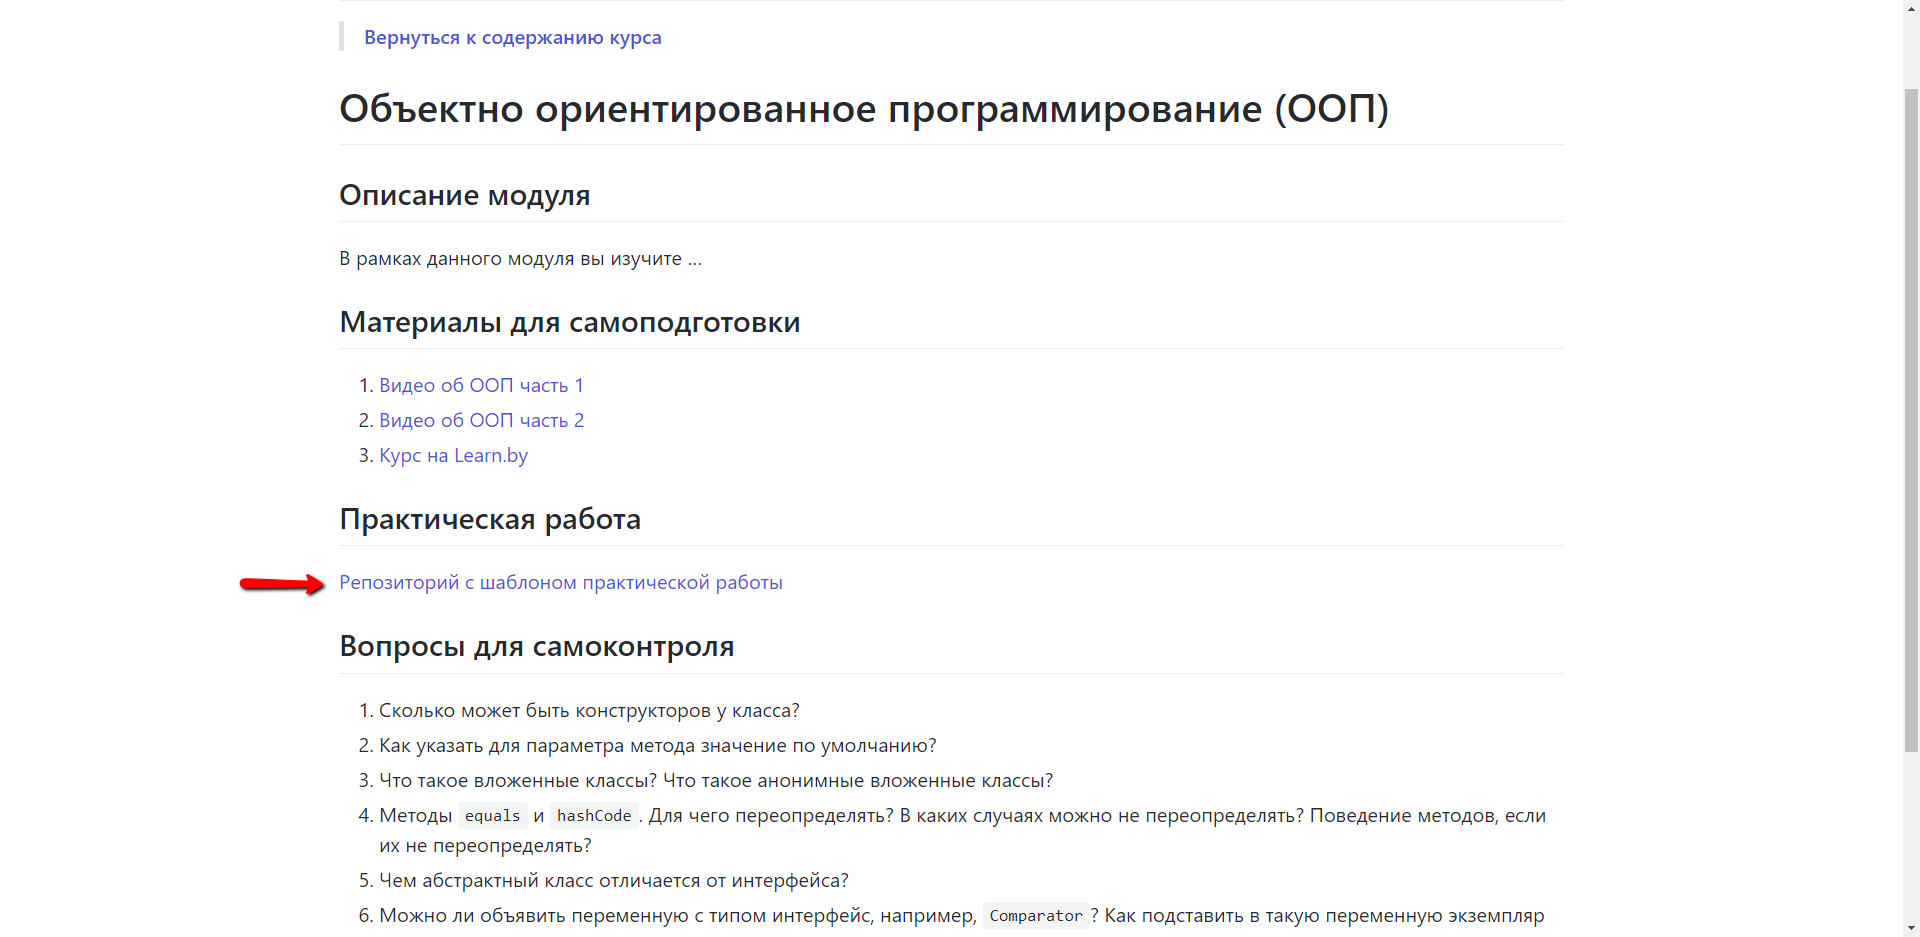 Вернуться к содержанию курса
Объектно ориентированное программирование (ООП)
Описание модуля
В рамках данного модуля вы изучите ...
Материалы для самоподготовки
1. Видео об ООП часть 1
2. Видео об ООП часть 2
3. Курс на Learn.by
Практическая работа
Репозиторий с шаблоном практической работы
Вопросы для самоконтроля
1. Сколько может быть конструкторов у класса?
2. Как указать для параметра метода значение по умолчанию?
3. Что такое вложенные классы? Что такое анонимные вложенные классы?
4. Методы equals и hashCode. Для чего переопределять? В каких случаях можно не переопределять? Поведение методов, если
их не переопределять?
5. Чем абстрактный класс отличается от интерфейса?
6. Можно ли объявить переменную с типом интерфейс, например, Comparator? Как подставить в такую переменную экземпляр